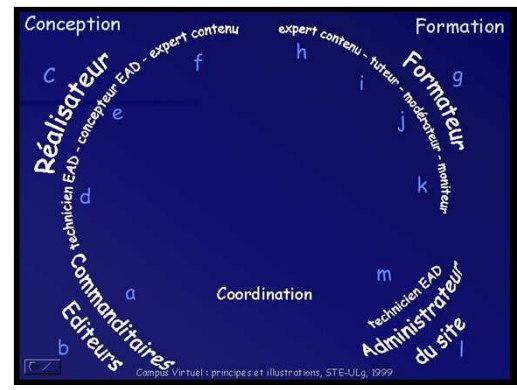 Conception
Formation
expert contenu - tuteur - modérateur - moniteur
technicien EAD - concepteur EAD - expert contenu
f
h
c
Réalisateur
Formateur
g
i
e
j
d
k
Commanditaires
a
Coordination
m
technicien EAD
Administrateur
du site
Editeurs
b
l
Campus Virtuel : principes et illustrations, STE-ULg, 1999